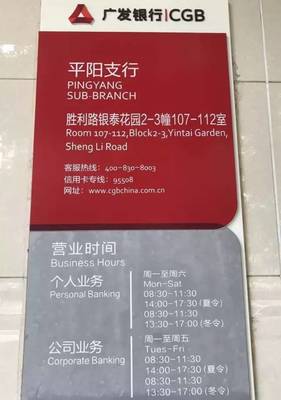 广发银行|CGB
平阳支行
PINGYANG
SUB-BRANCH
胜利路银泰花园2-3幢107-112室
Room 107-112,Block2-3,Yintai Garden,
Sheng Li Road
客服热线：400-830-8003
信用卡专线：95508
网址：www.cgbchina.com.cn
营业时间
Business Hours
个人业务
Personal Banking
周一至周六
Mon-Sat
08:30-11:30
14:00-17:30(夏令)
08:30-11:30
13:30-17:00(冬令)
公司业务
Corporate Banking
周一至周五
Tues-Fri
08:30-11:30
14:00-17:30(夏令)
08:30-11:30
13:30-17:00(冬令)